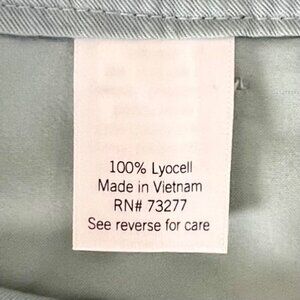 100% Lyocell
Made in Vietnam
RN# 73277
See reverse for care